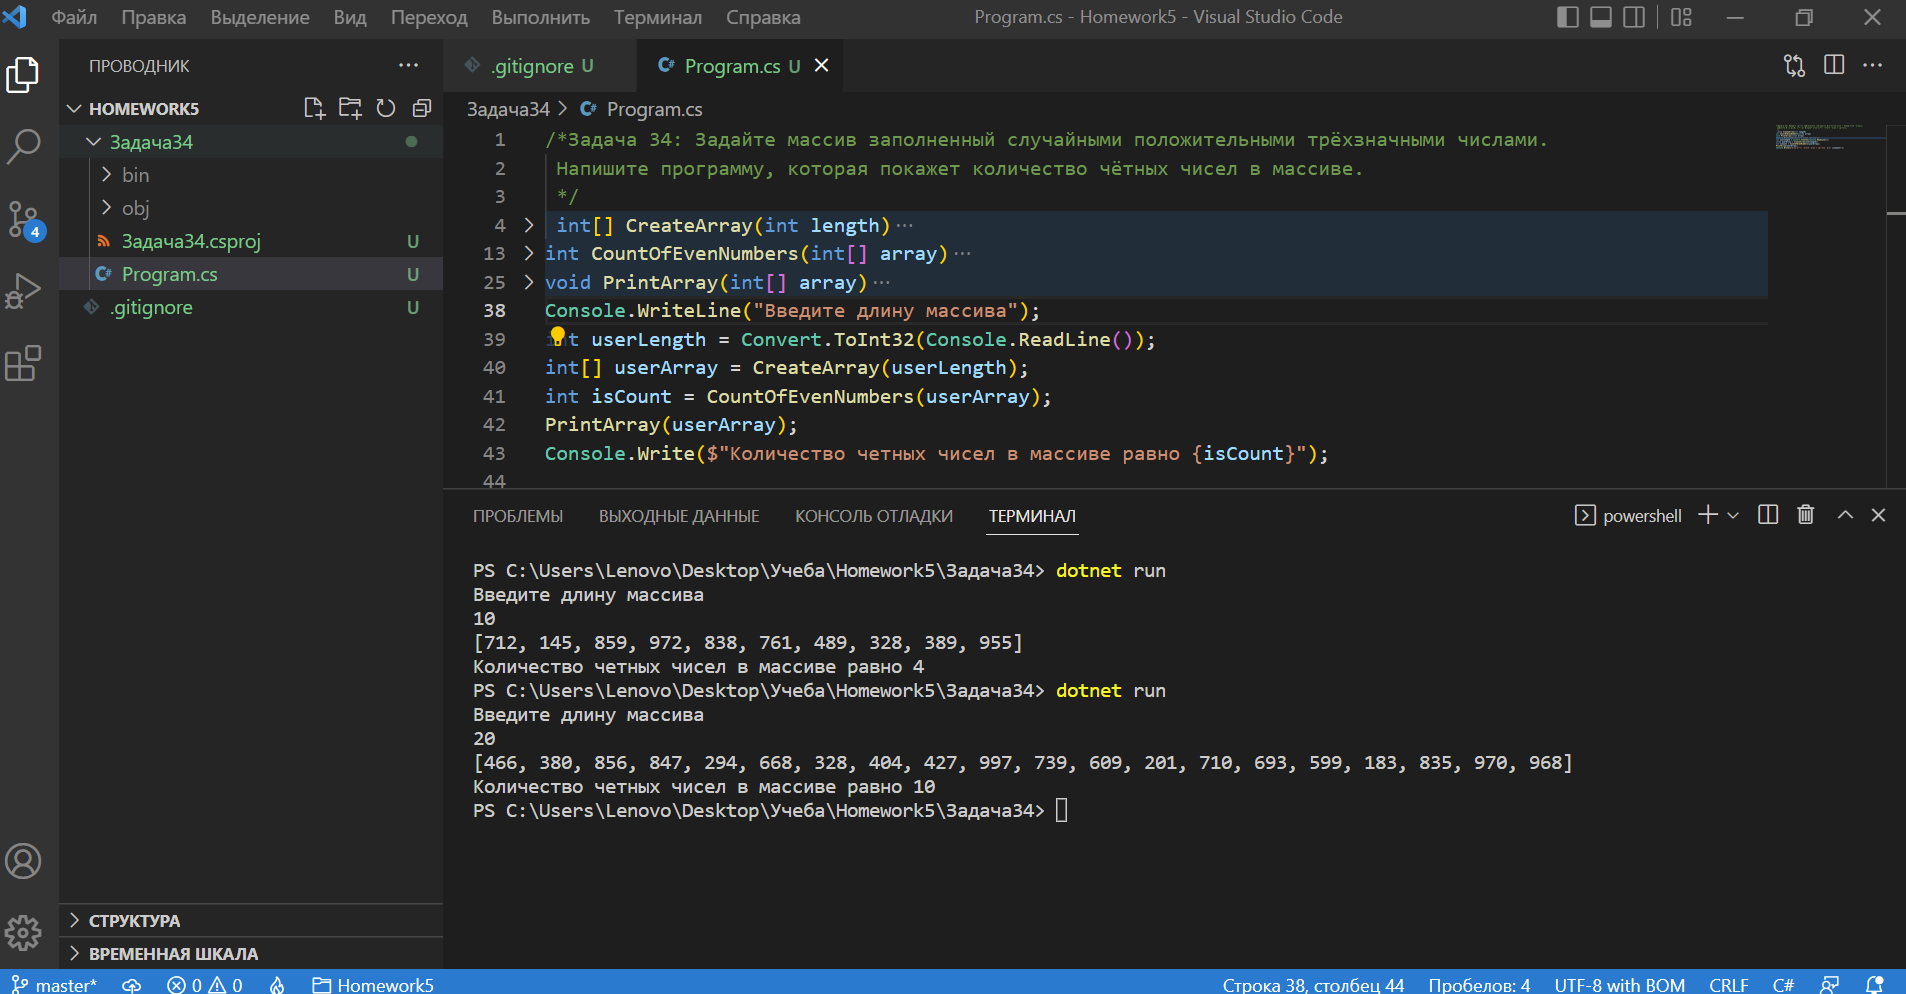 Файл Правка Выделение Вид Переход Выполнить Терминал Справка Program.cs - Homework5 - Visual Studio Code
ПРОВОДНИК ...
HOMEWORK5
Задача34
bin
obj
Задача34.csproj U
Program.cs U
.gitignore U
СТРУКТУРА
ВРЕМЕННАЯ ШКАЛА
4
.gitignore U C# Program.cs U
Задача34 > C# Program.cs
1 /*Задача 34: Задайте массив заполненный случайными положительными трёхзначными числами.
2 Напишите программу, которая покажет количество чётных чисел в массиве.
3 */
4 int[] CreateArray(int length)...
13 int CountOfEvenNumbers(int[] array)...
25 void PrintArray(int[] array)...
38 Console.WriteLine("Введите длину массива");
39 int userLength = Convert.ToInt32(Console.ReadLine());
40 int[] userArray = CreateArray(userLength);
41 int isCount = CountOfEvenNumbers(userArray);
42 PrintArray(userArray);
43 Console.Write($"Количество четных чисел в массиве равно {isCount}");
44
ПРОБЛЕМЫ ВЫХОДНЫЕ ДАННЫЕ КОНСОЛЬ ОТЛАДКИ ТЕРМИНАЛ powershell
PS C:\Users\Lenovo\Desktop\Учеба\Homework5\Задача34> dotnet run
Введите длину массива
10
[712, 145, 859, 972, 838, 761, 489, 328, 389, 955]
Количество четных чисел в массиве равно 4
PS C:\Users\Lenovo\Desktop\Учеба\Homework5\Задача34> dotnet run
Введите длину массива
20
[466, 380, 856, 847, 294, 668, 328, 404, 427, 997, 739, 609, 201, 710, 693, 599, 183, 835, 970, 968]
Количество четных чисел в массиве равно 10
PS C:\Users\Lenovo\Desktop\Учеба\Homework5\Задача34>
master* 0 0 Homework5 Строка 38, столбец 44 Пробелов: 4 UTF-8 with BOM CRLF C#